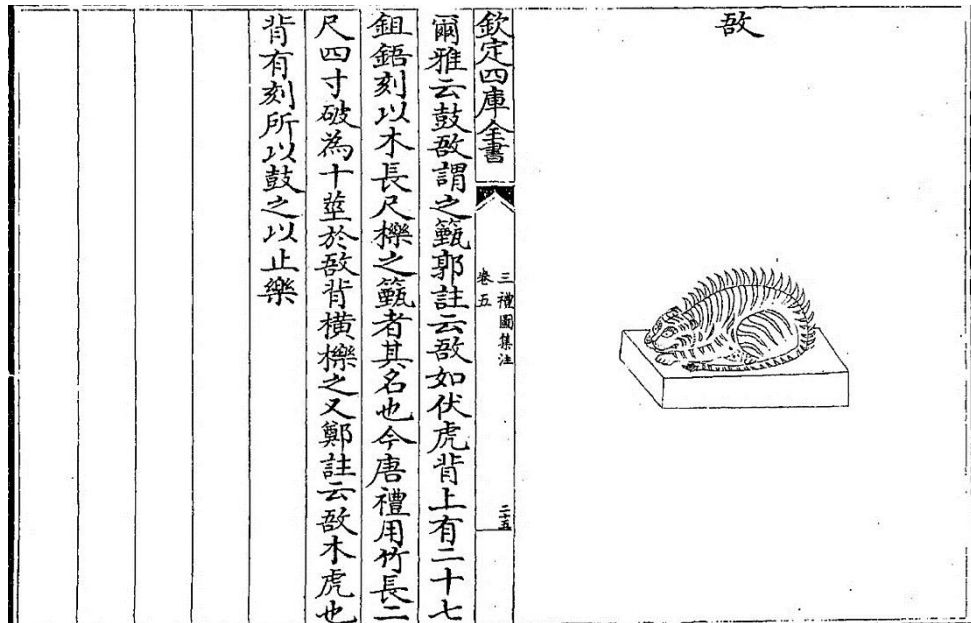 敔
欽定四庫全書
三禮圖集注
卷五
二十五
爾雅云鼓敔謂之籈郭註云敔如伏虎背上有二十七
鉏鋙刻以木長尺櫟之籈者其名也今唐禮用竹長二
尺四寸破為十莖於敔背橫櫟之又鄭註云敔木虎也
背有刻所以鼓之以止樂